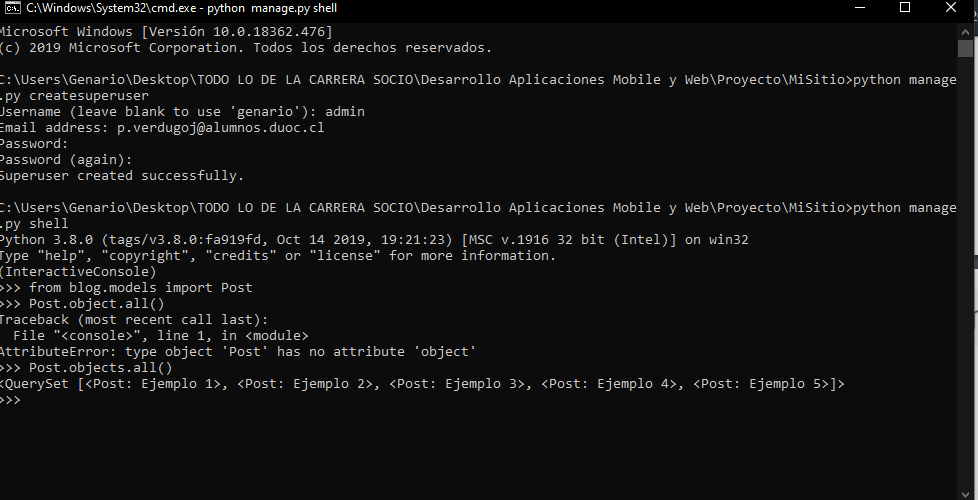 C:\Windows\System32\cmd.exe - python  manage.py shell
Microsoft Windows [Versión 10.0.18362.476]
(c) 2019 Microsoft Corporation. Todos los derechos reservados.
C:\Users\Genario\Desktop\TODO LO DE LA CARRERA SOCIO\Desarrollo Aplicaciones Mobile y Web\Proyecto\MiSitio>python manage
.py createsuperuser
Username (leave blank to use 'genario'): admin
Email address: p.verdugoj@alumnos.duoc.cl
Password:
Password (again):
Superuser created successfully.
C:\Users\Genario\Desktop\TODO LO DE LA CARRERA SOCIO\Desarrollo Aplicaciones Mobile y Web\Proyecto\MiSitio>python manage
.py shell
Python 3.8.0 (tags/v3.8.0:fa919fd, Oct 14 2019, 19:21:23) [MSC v.1916 32 bit (Intel)] on win32
Type "help", "copyright", "credits" or "license" for more information.
(InteractiveConsole)
>>> from blog.models import Post
>>> Post.object.all()
Traceback (most recent call last):
  File "<console>", line 1, in <module>
AttributeError: type object 'Post' has no attribute 'object'
>>> Post.objects.all()
<QuerySet [<Post: Ejemplo 1>, <Post: Ejemplo 2>, <Post: Ejemplo 3>, <Post: Ejemplo 4>, <Post: Ejemplo 5>]>
>>>